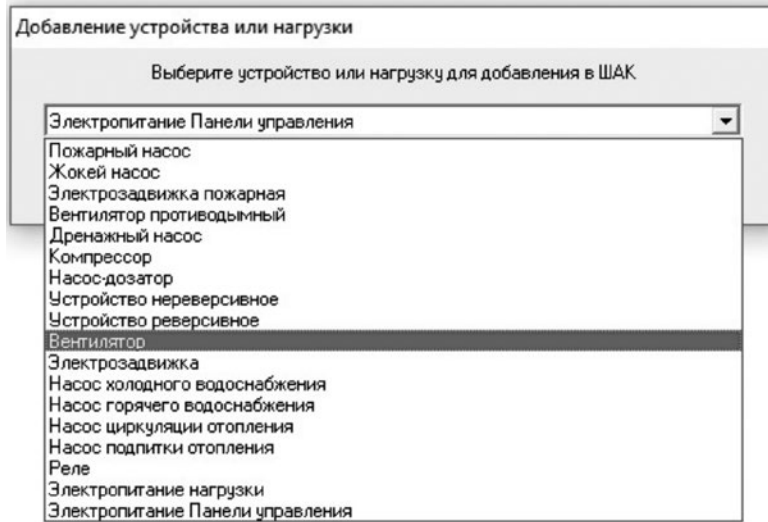 Добавление устройства или нагрузки
Выберите устройство или нагрузку для добавления в ШАК
Электропитание Панели управления
Пожарный насос
Жокей насос
Электрозадвижка пожарная
Вентилятор противодымный
Дренажный насос
Компрессор
Насос-дозатор
Устройство нереверсивное
Устройство реверсивное
Вентилятор
Электрозадвижка
Насос холодного водоснабжения
Насос горячего водоснабжения
Насос циркуляции отопления
Насос подпитки отопления
Реле
Электропитание нагрузки
Электропитание Панели управления